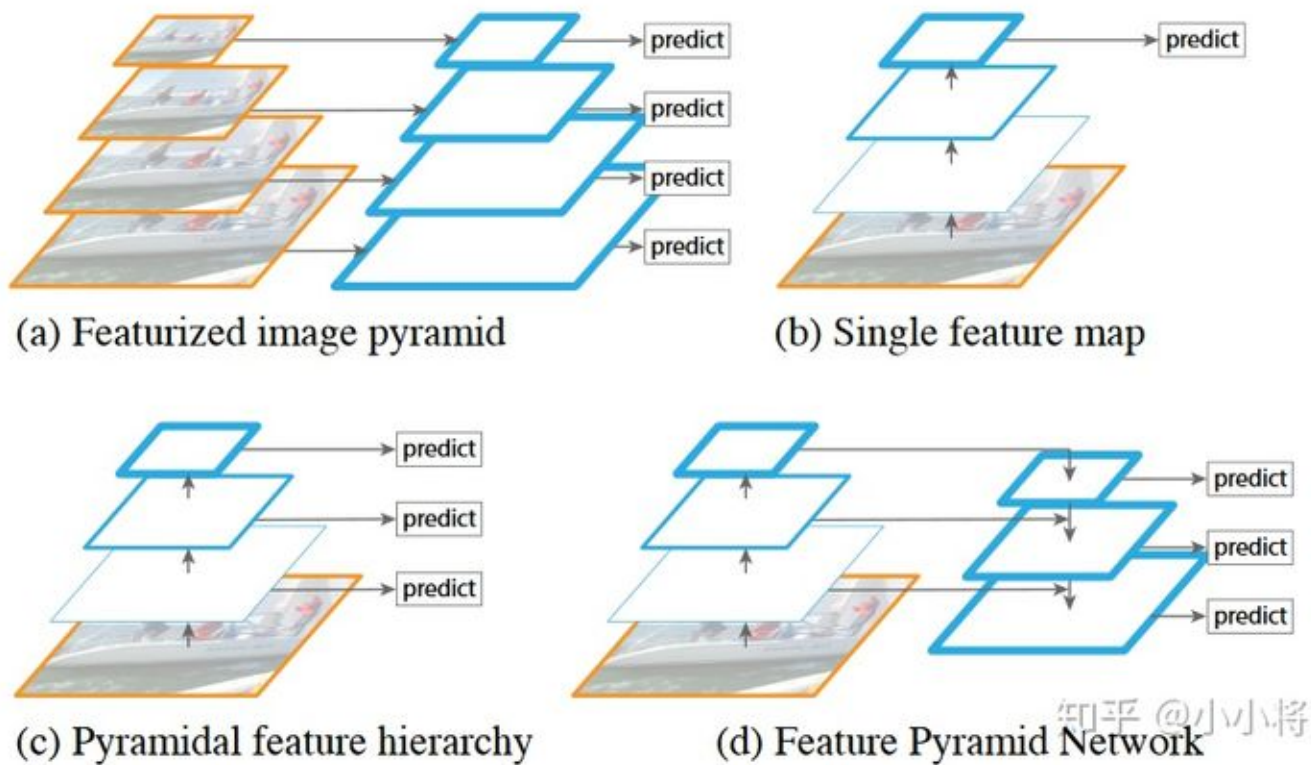 predict
predict
predict
predict
predict
(a) Featurized image pyramid
(b) Single feature map
predict
predict
predict
predict
predict
predict
(c) Pyramidal feature hierarchy
(d) Feature Pyramid Network
知乎 @小小将